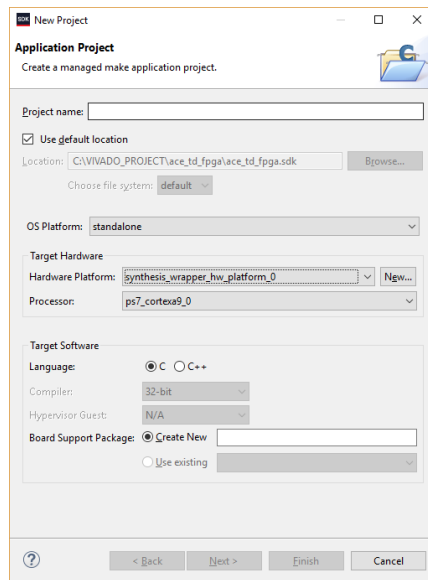 SDK New Project
Application Project
Create a managed make application project.
Project name:
Use default location
Location: C:\VIVADO_PROJECT\ace_td_fpga\ace_td_fpga.sdk Browse...
Choose file system: default
OS Platform: standalone
Target Hardware
Hardware Platform: synthesis_wrapper_hw_platform_0 New...
Processor: ps7_cortexa9_0
Target Software
Language: C C++
Compiler: 32-bit
Hypervisor Guest: N/A
Board Support Package: Create New
Use existing
? < Back Next > Finish Cancel